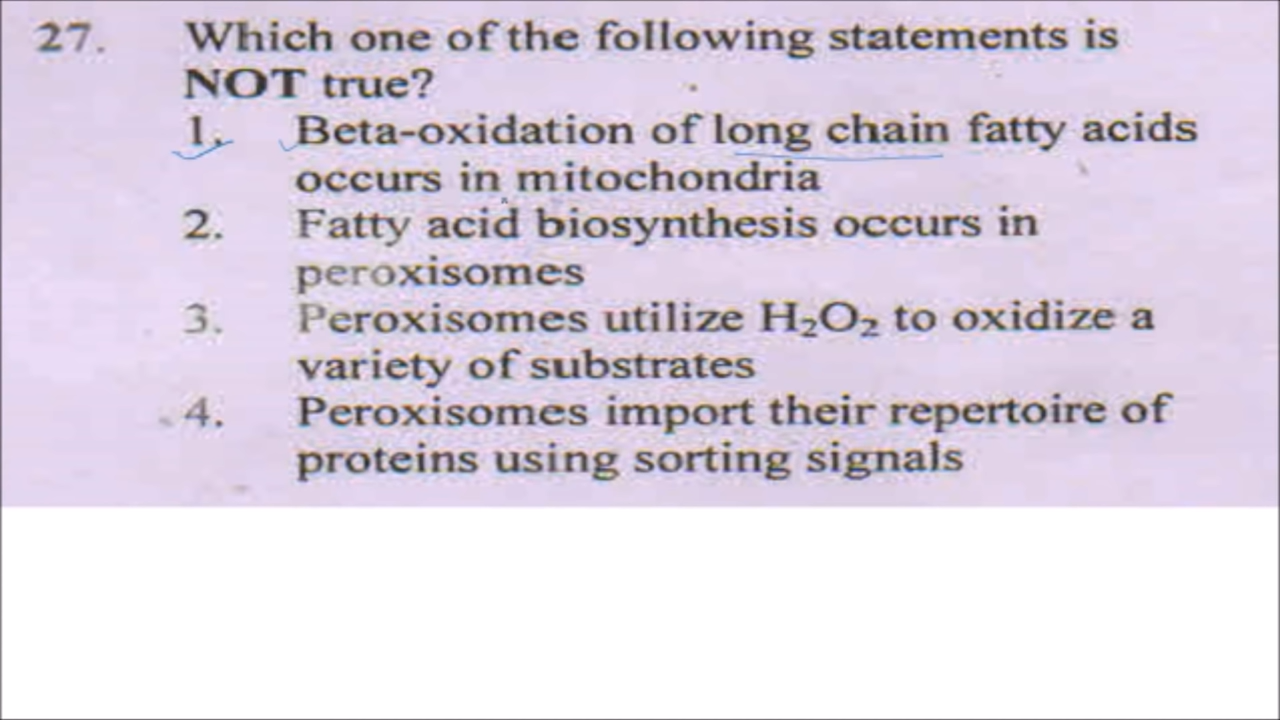 27. Which one of the following statements is
NOT true?
1. Beta-oxidation of long chain fatty acids
occurs in mitochondria
2. Fatty acid biosynthesis occurs in
peroxisomes
3. Peroxisomes utilize H₂O₂ to oxidize a
variety of substrates
4. Peroxisomes import their repertoire of
proteins using sorting signals